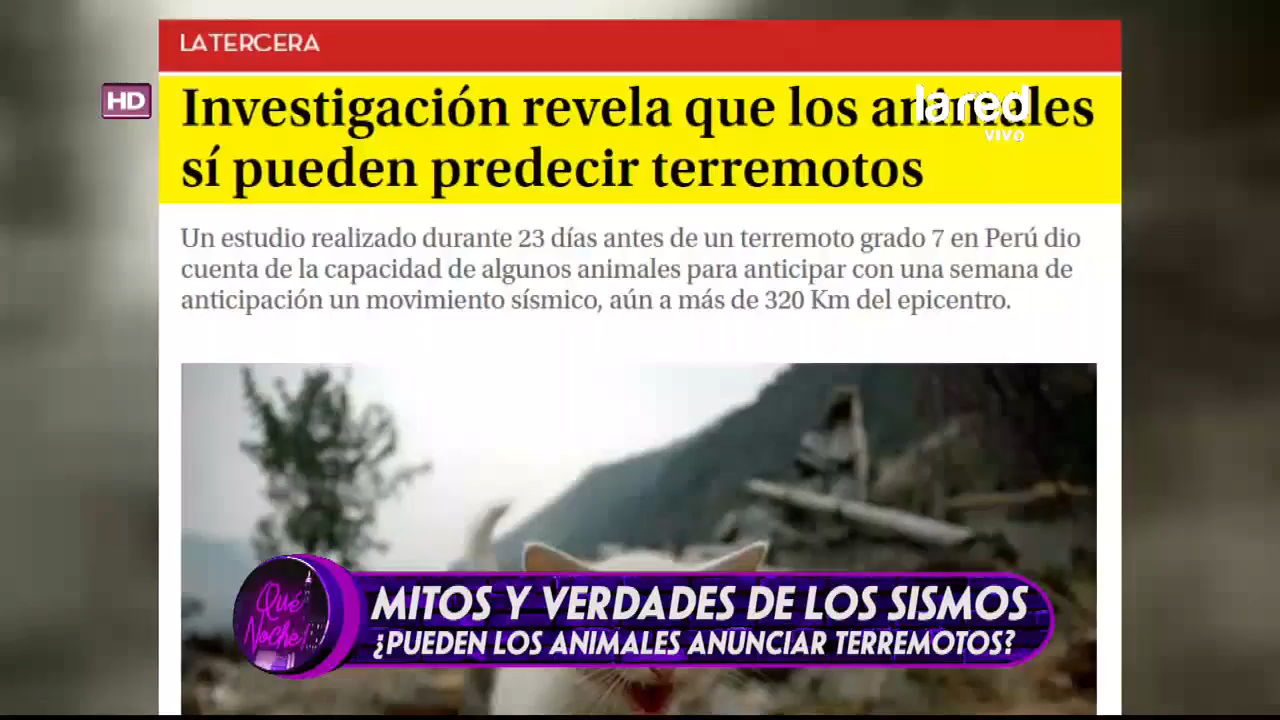 LA TERCERA
HD
Investigación revela que los animales
la red
vivo
sí pueden predecir terremotos
Un estudio realizado durante 23 días antes de un terremoto grado 7 en Perú dio
cuenta de la capacidad de algunos animales para anticipar con una semana de
anticipación un movimiento sísmico, aún a más de 320 Km del epicentro.
Qué
Noche!
MITOS Y VERDADES DE LOS SISMOS
¿PUEDEN LOS ANIMALES ANUNCIAR TERREMOTOS?